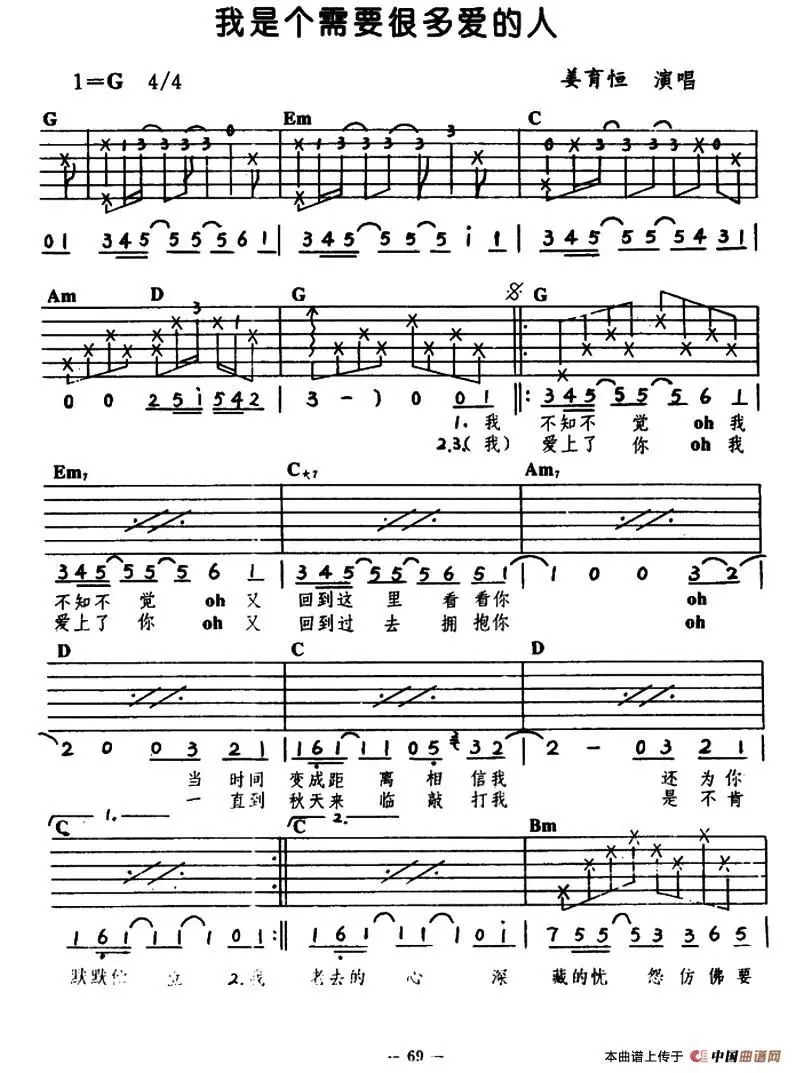 我是个需要很多爱的人
1=G 4/4 姜育恒 演唱
G Em C
0 1 3 4 5 5 5 5 6 1 3 4 5 5 5 5 i 1 3 4 5 5 5 5 4 3 1
Am D G G
0 0 2 5 i 5 4 2 3 - ) 0 0 1 3 4 5 5 5 5 6 1
1. 我 不知不 觉 oh 我
2.3.(我) 爱上了 你 oh 我
Em7 Am7
3 4 5 5 5 5 6 1 3 4 5 5 5 6 5 1 1 0 0 3 2
不知不 觉 oh 又 回到这 里 看 看你 oh
爱上了 你 oh 又 回到过 去 拥 抱你 oh
D C D
2 0 0 3 2 1 1 6 1 1 1 0 5 3 2 2 - 0 3 2 1
当 时间 变成距 离 相 信我 还 为你
一 直到 秋天来 临 敲 打我 是 不肯
C 1. C 2. Bm
1 6 1 1 1 1 0 1 1 6 1 1 1 1 0 i 7 5 5 3 3 6 5
默默 立 2.我 老去的 心 深 藏的忧 怨 仿佛要
- 69 -
本曲谱上传于 中国曲谱网